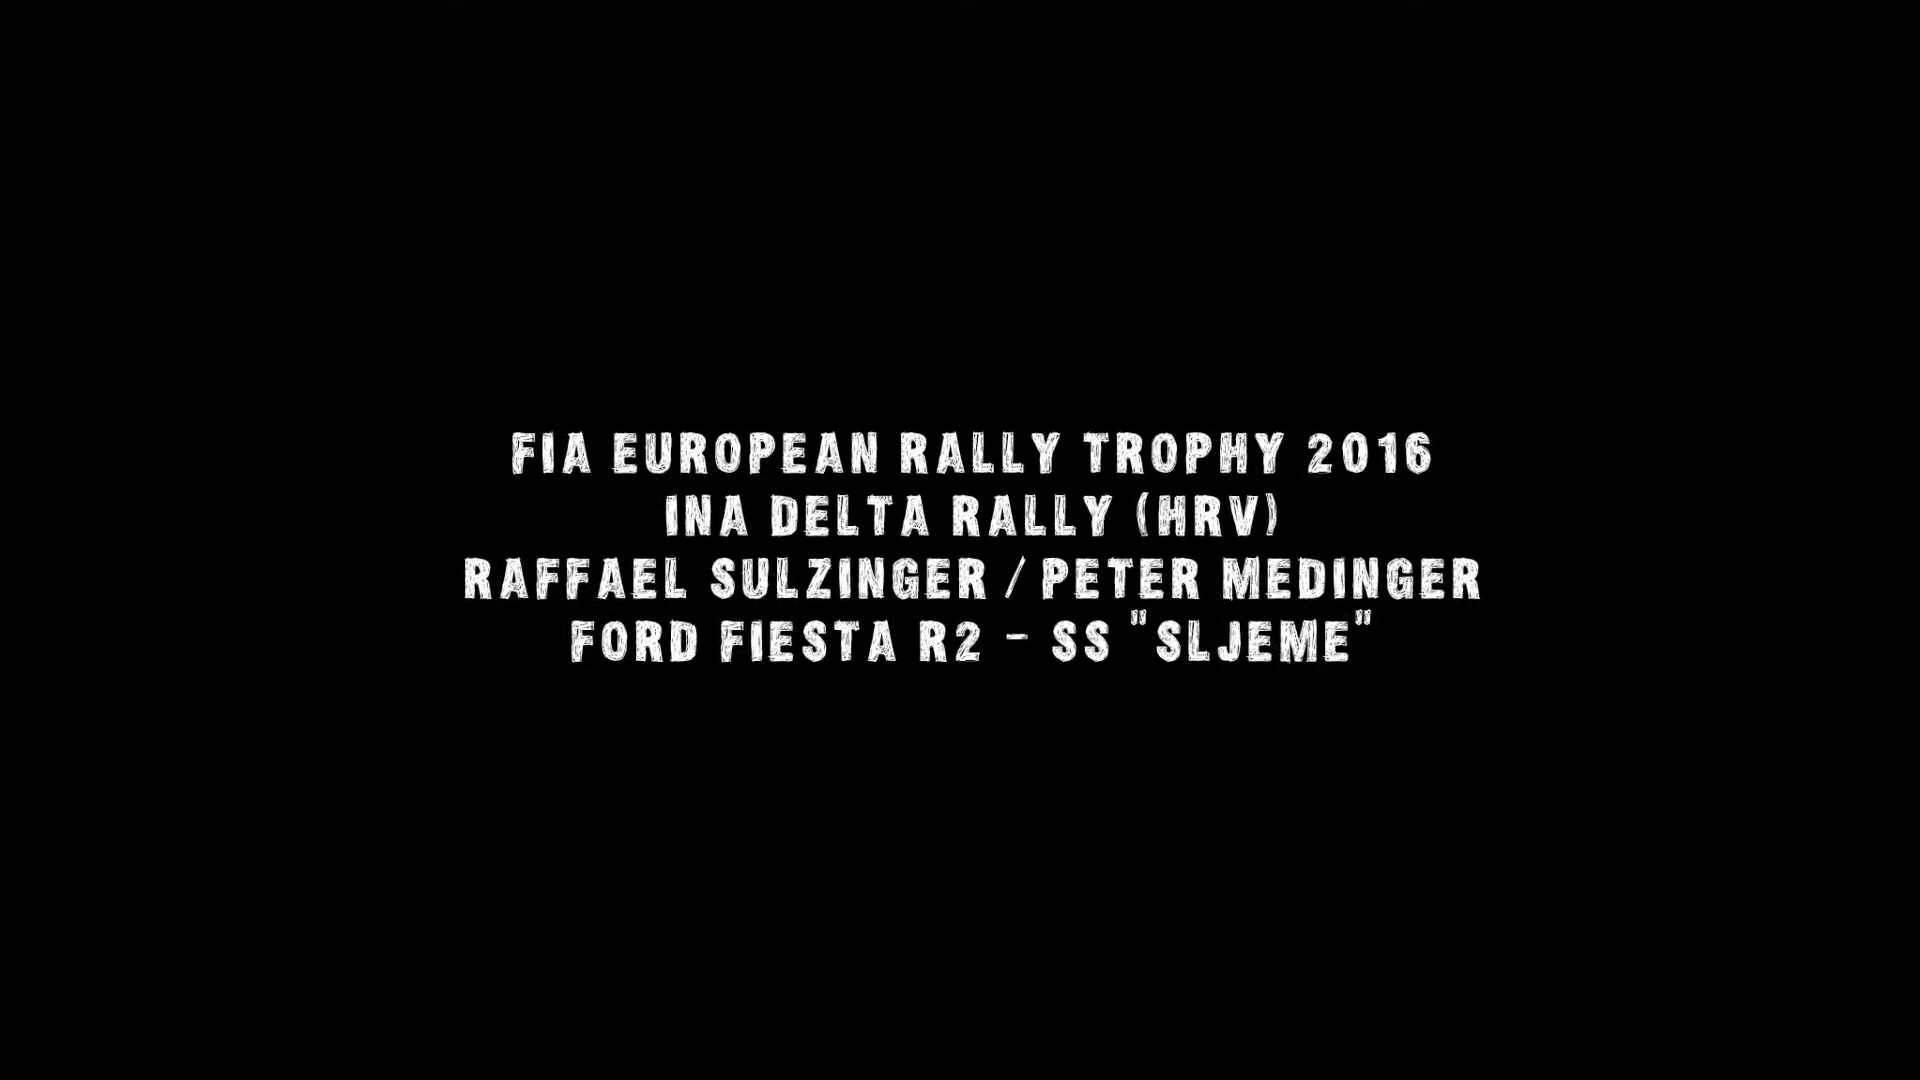 FIA EUROPEAN RALLY TROPHY 2016
INA DELTA RALLY (HRV)
RAFFAEL SULZINGER / PETER MEDINGER
FORD FIESTA R2 - SS "SLJEME"